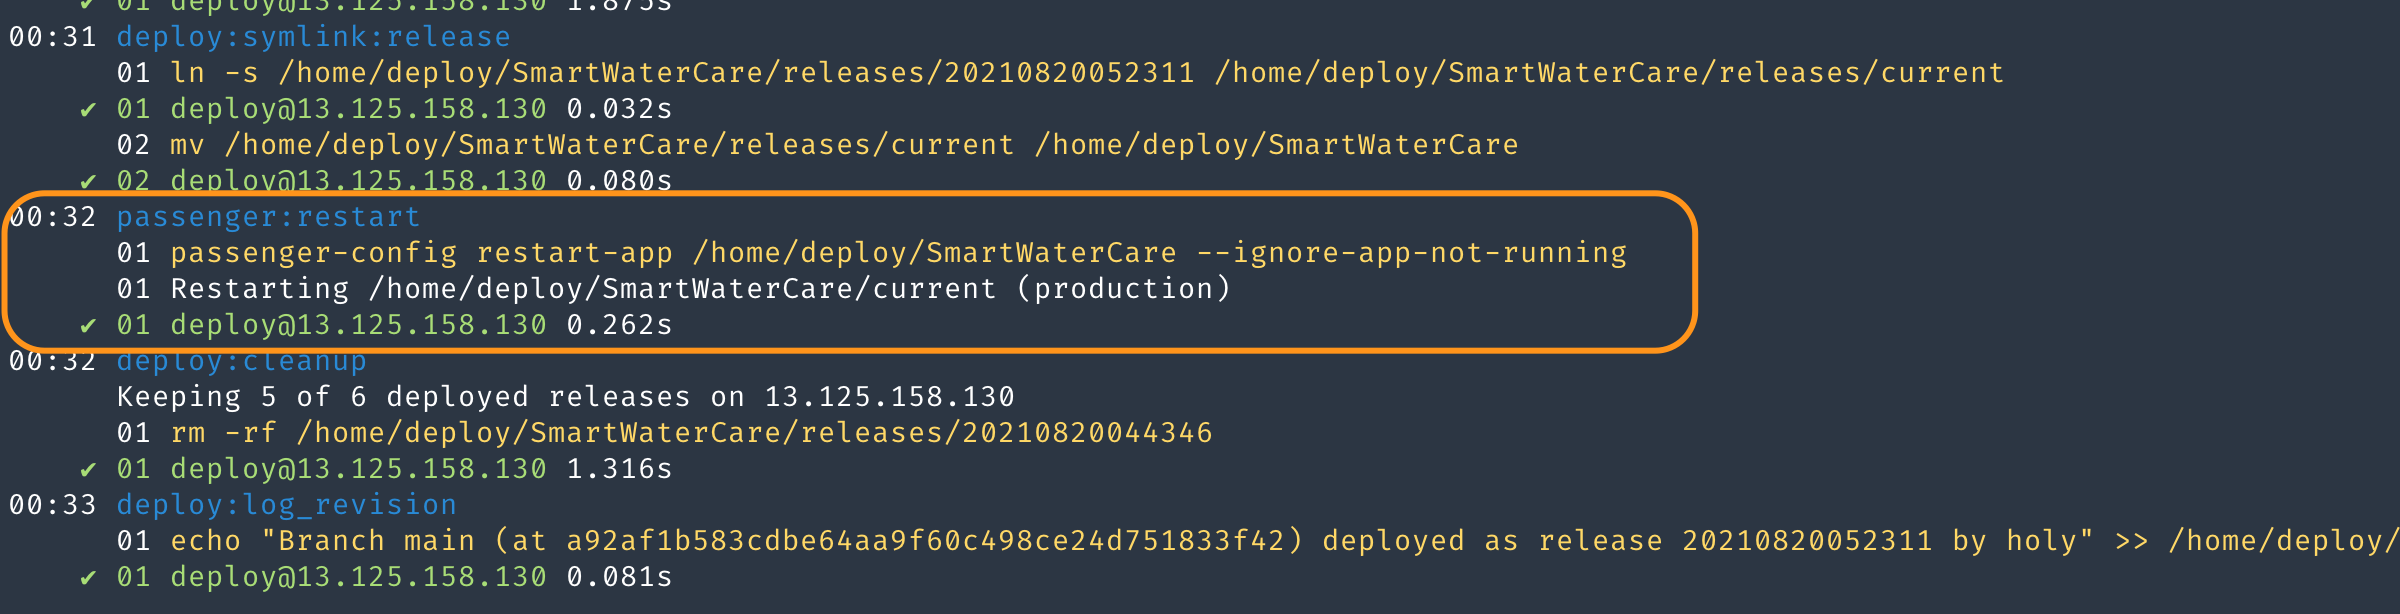 ✔ 01 deploy@13.125.158.130 1.875s
00:31 deploy:symlink:release
01 ln -s /home/deploy/SmartWaterCare/releases/20210820052311 /home/deploy/SmartWaterCare/releases/current
✔ 01 deploy@13.125.158.130 0.032s
02 mv /home/deploy/SmartWaterCare/releases/current /home/deploy/SmartWaterCare
✔ 02 deploy@13.125.158.130 0.080s
00:32 passenger:restart
01 passenger-config restart-app /home/deploy/SmartWaterCare --ignore-app-not-running
01 Restarting /home/deploy/SmartWaterCare/current (production)
✔ 01 deploy@13.125.158.130 0.262s
00:32 deploy:cleanup
Keeping 5 of 6 deployed releases on 13.125.158.130
01 rm -rf /home/deploy/SmartWaterCare/releases/20210820044346
✔ 01 deploy@13.125.158.130 1.316s
00:33 deploy:log_revision
01 echo "Branch main (at a92af1b583cdbe64aa9f60c498ce24d751833f42) deployed as release 20210820052311 by holy" >> /home/deploy/
✔ 01 deploy@13.125.158.130 0.081s